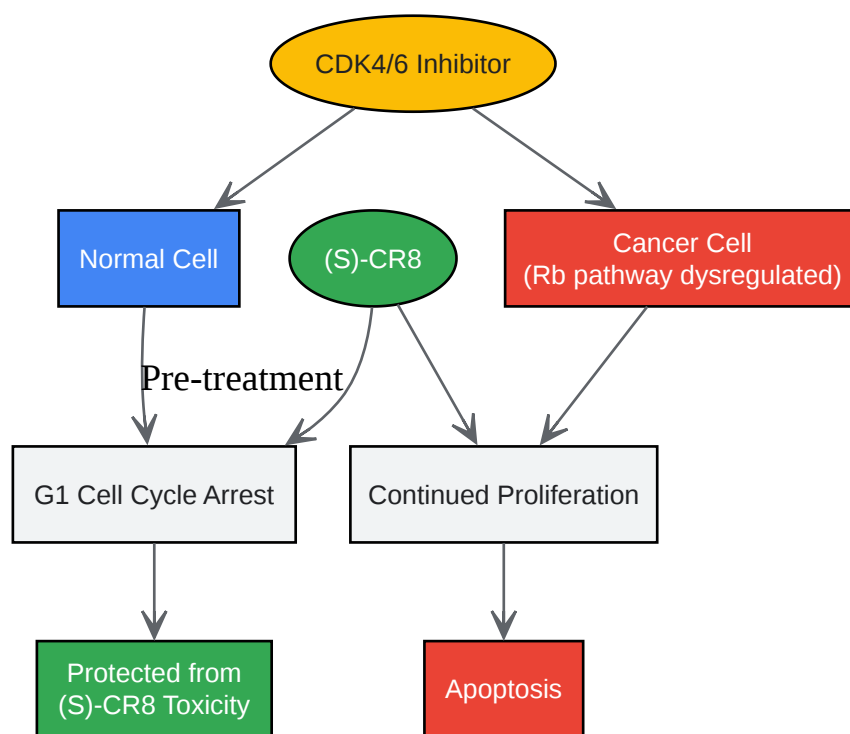 CDK4/6 Inhibitor
Normal Cell
(S)-CR8
Cancer Cell
(Rb pathway dysregulated)
Pre-treatment
G1 Cell Cycle Arrest
Continued Proliferation
Protected from
(S)-CR8 Toxicity
Apoptosis